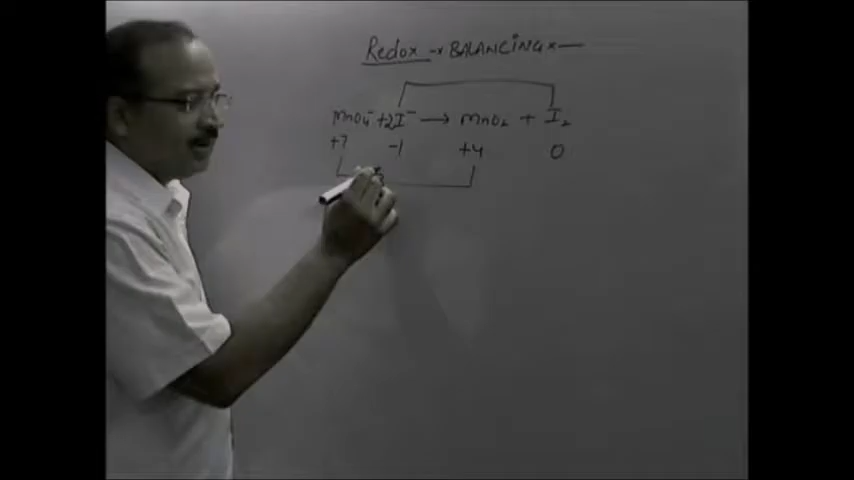 Redox -x BALANCING x—
MnO₄⁻ + 2I⁻ → MnO₂ + I₂
+7 -1 +4 0